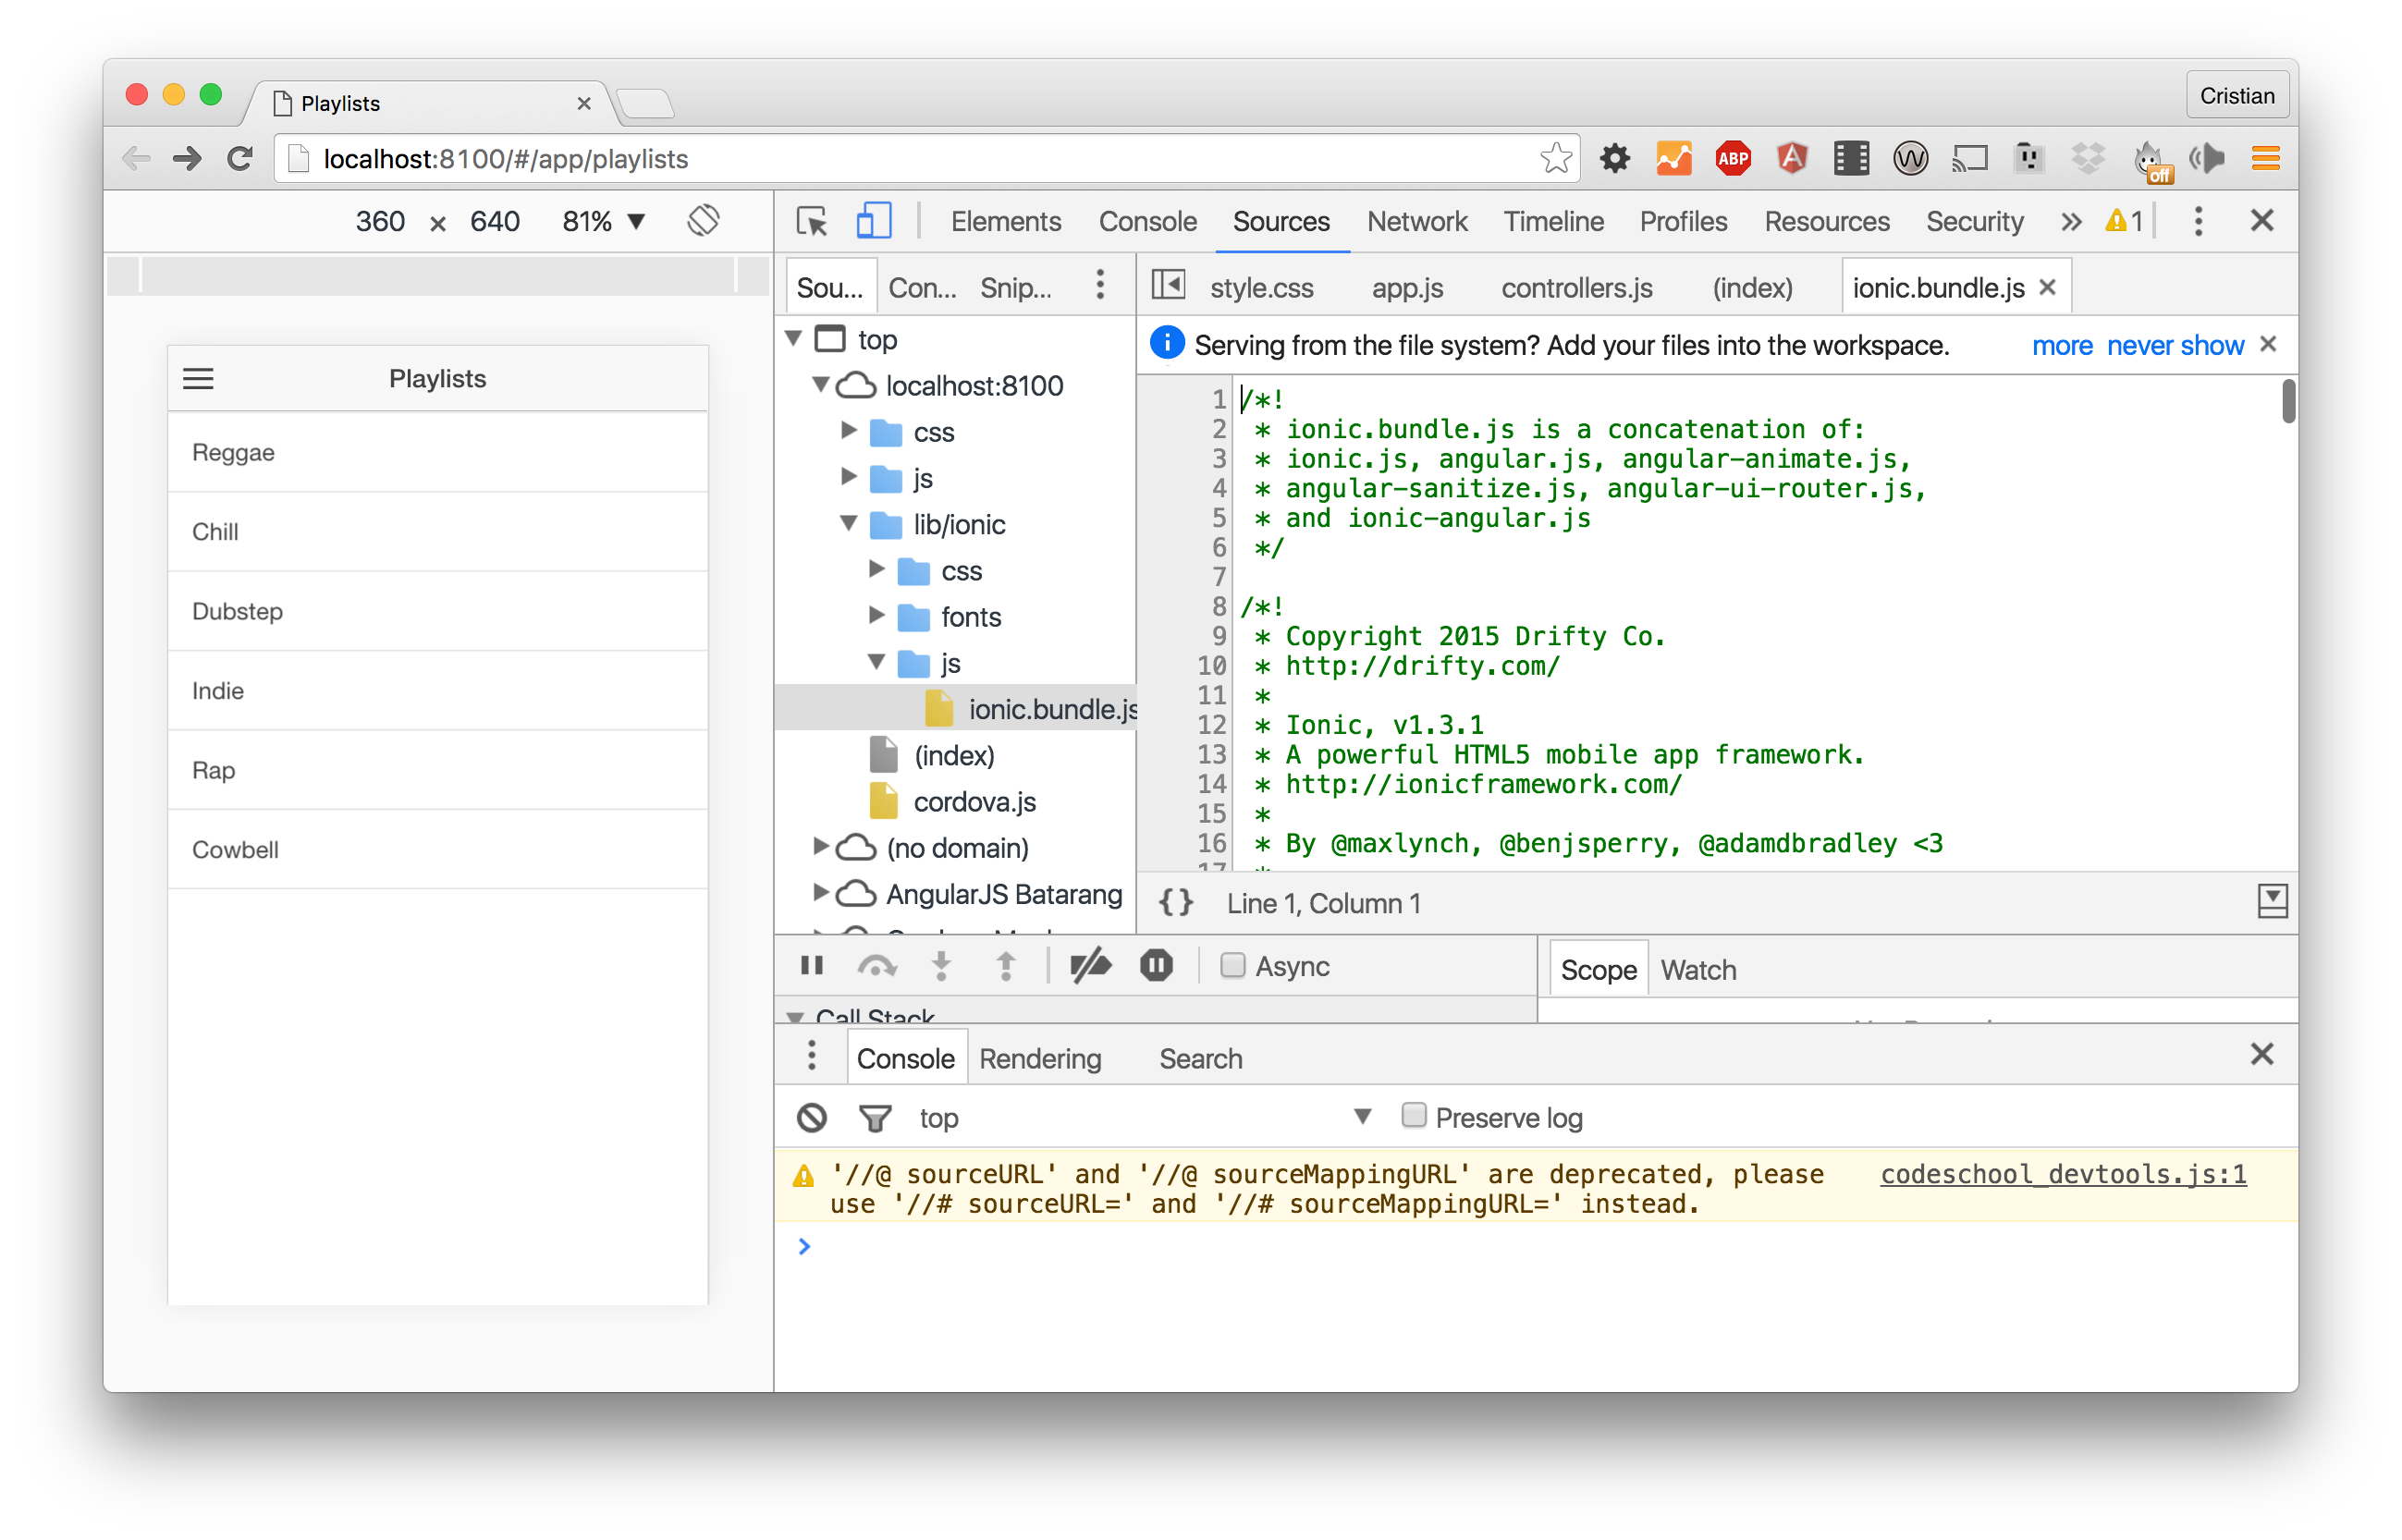 Playlists
Cristian
localhost:8100/#/app/playlists
ABP
off
360 × 640 81%
Elements Console Sources Network Timeline Profiles Resources Security » 1
Sou... Con... Snip...
style.css app.js controllers.js (index) ionic.bundle.js
Serving from the file system? Add your files into the workspace. more never show
top
localhost:8100
css
js
lib/ionic
css
fonts
js
ionic.bundle.js
(index)
cordova.js
(no domain)
AngularJS Batarang
Playlists
Reggae
Chill
Dubstep
Indie
Rap
Cowbell
1 /*!
2 * ionic.bundle.js is a concatenation of:
3 * ionic.js, angular.js, angular-animate.js,
4 * angular-sanitize.js, angular-ui-router.js,
5 * and ionic-angular.js
6 */
7
8 /*!
9 * Copyright 2015 Drifty Co.
10 * http://drifty.com/
11 *
12 * Ionic, v1.3.1
13 * A powerful HTML5 mobile app framework.
14 * http://ionicframework.com/
15 *
16 * By @maxlynch, @benjsperry, @adamdbradley <3
17 *
{} Line 1, Column 1
Async
Scope Watch
Call Stack
Console Rendering Search
top Preserve log
'//@ sourceURL' and '//@ sourceMappingURL' are deprecated, please codeschool_devtools.js:1
use '//# sourceURL=' and '//# sourceMappingURL=' instead.